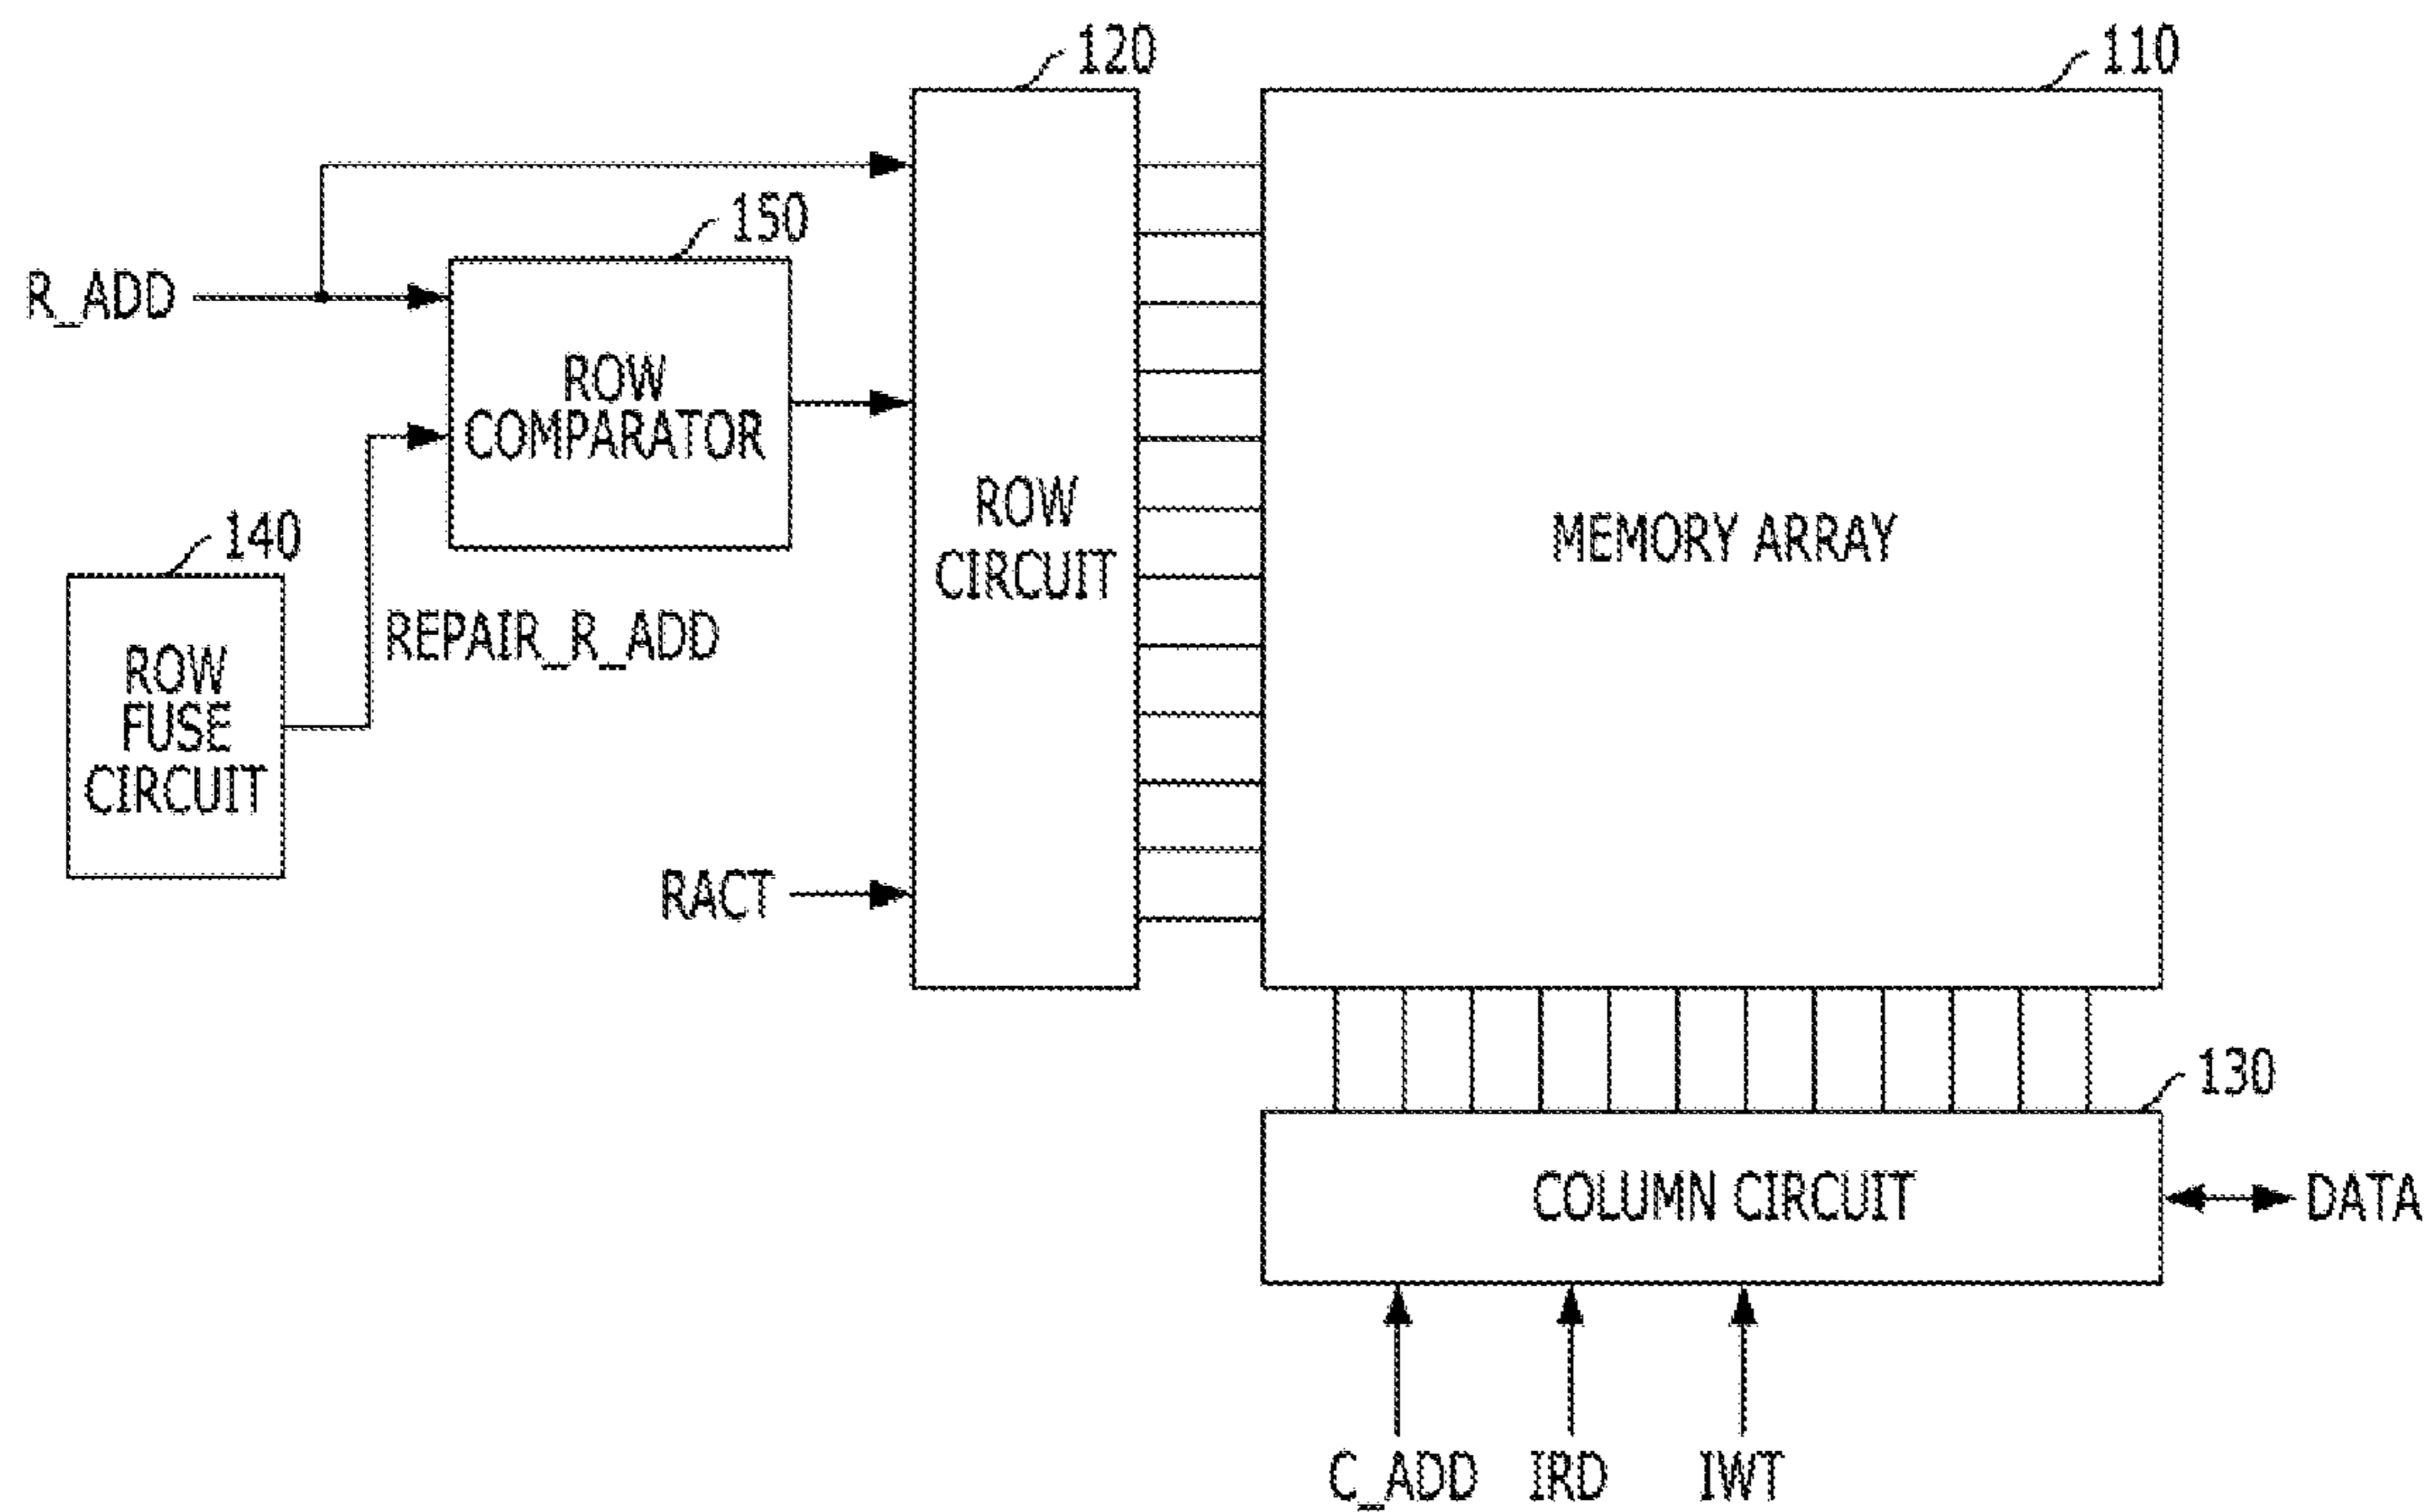 120
110
150
R_ADD
ROW
COMPARATOR
ROW
CIRCUIT
MEMORY ARRAY
140
REPAIR_R_ADD
ROW
FUSE
CIRCUIT
RACT
130
COLUMN CIRCUIT
DATA
C_ADD
IRD
IWT